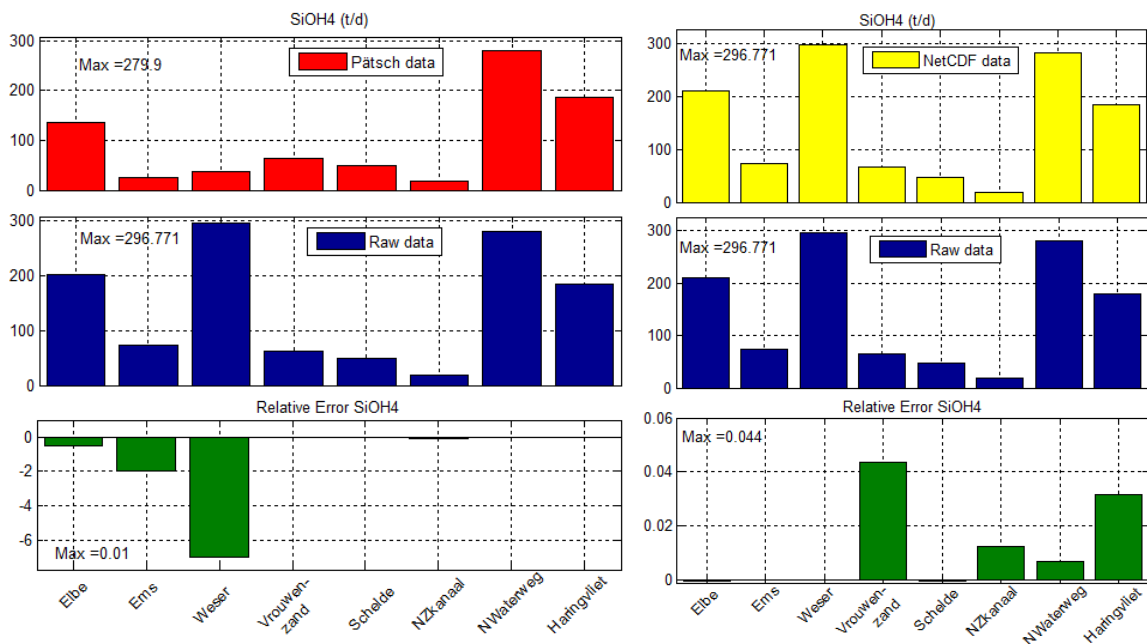 SiOH4 (t/d)
300
200
100
0
Max =279.9
Pätsch data
300
200
100
0
Max =296.771
Raw data
Relative Error SiOH4
0
-2
-4
-6
Max =0.01
Elbe
Ems
Weser
Vrouwen-
zand
Schelde
NZkanaal
NWaterweg
Haringvliet
SiOH4 (t/d)
300
200
100
0
Max =296.771
NetCDF data
300
200
100
0
Max =296.771
Raw data
Relative Error SiOH4
0.06
0.04
0.02
0
Max =0.044
Elbe
Ems
Weser
Vrouwen-
zand
Schelde
NZkanaal
NWaterweg
Haringvliet